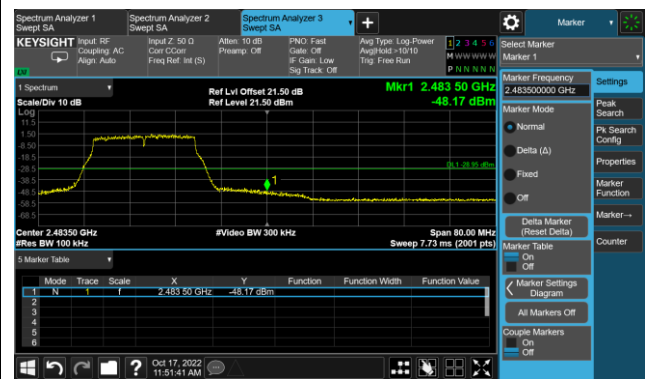 Spectrum Analyzer 1
Swept SA
Spectrum Analyzer 2
Swept SA
Spectrum Analyzer 3
Swept SA
+
Marker
KEYSIGHT
Input: RF
Coupling: AC
Align: Auto
Input Z: 50 Ω
Corr CCorr
Freq Ref: Int (S)
Atten: 10 dB
Preamp: Off
PNO: Fast
Gate: Off
IF Gain: Low
Sig Track: Off
Avg Type: Log-Power
Avg|Hold:>10/10
Trig: Free Run
1 2 3 4 5 6
M W W W W W
P N N N N N
Select Marker
Marker 1
1 Spectrum
Scale/Div 10 dB
Log
Ref Lvl Offset 21.50 dB
Ref Level 21.50 dBm
Mkr1 2.483 50 GHz
-48.17 dBm
11.5
1.50
-8.50
-18.5
-28.5
-38.5
-48.5
-58.5
-68.5
DL1 -28.95 dBm
1
Center 2.48350 GHz
#Res BW 100 kHz
#Video BW 300 kHz
Span 80.00 MHz
Sweep 7.73 ms (2001 pts)
5 Marker Table
Mode Trace Scale X Y Function Function Width Function Value
1 N 1 f 2.483 50 GHz -48.17 dBm
2
3
4
5
6
Marker Frequency
2.483500000 GHz
Marker Mode
Normal
Delta (Δ)
Fixed
Off
Delta Marker
(Reset Delta)
Marker Table
On
Off
Marker Settings
Diagram
All Markers Off
Couple Markers
On
Off
Settings
Peak
Search
Pk Search
Config
Properties
Marker
Function
Marker→
Counter
?
Oct 17, 2022
11:51:41 AM